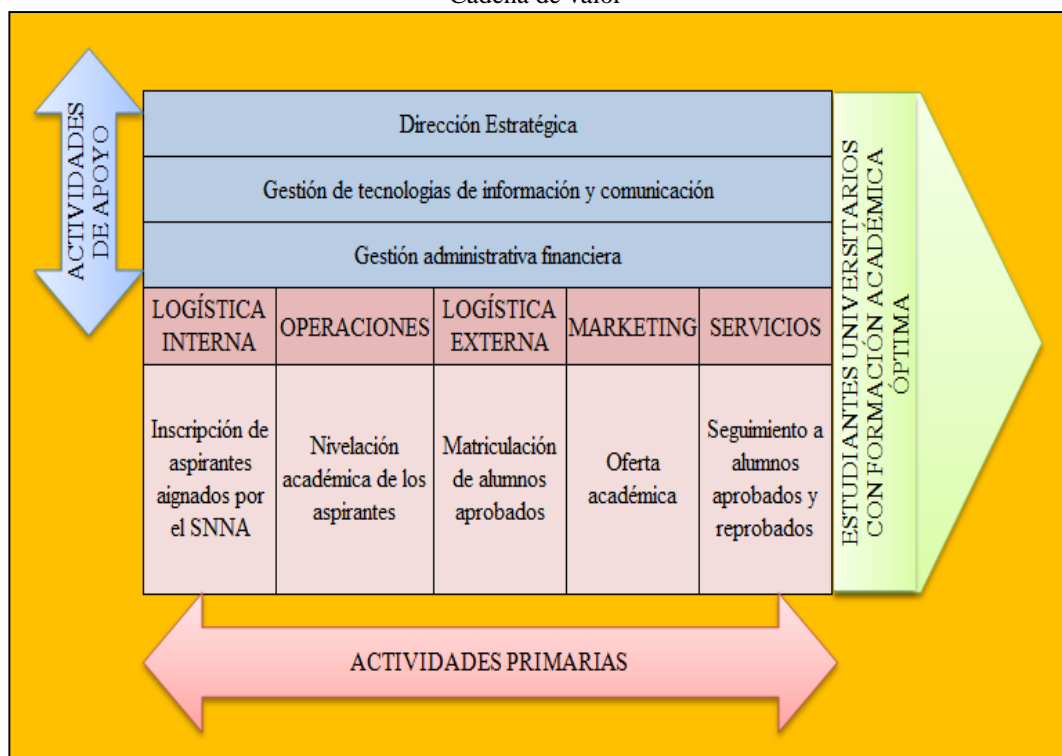 Cadena de valor
ACTIVIDADES
DE APOYO
Dirección Estratégica
Gestión de tecnologías de información y comunicación
Gestión administrativa financiera
LOGÍSTICA
INTERNA
OPERACIONES
LOGÍSTICA
EXTERNA
MARKETING
SERVICIOS
Inscripción de
aspirantes
aignados por
el SNNA
Nivelación
académica de los
aspirantes
Matriculación
de alumnos
aprobados
Oferta
académica
Seguimiento a
alumnos
aprobados y
reprobados
ESTUDIANTES UNIVERSITARIOS
CON FORMACIÓN ACADÉMICA
ÓPTIMA
ACTIVIDADES PRIMARIAS